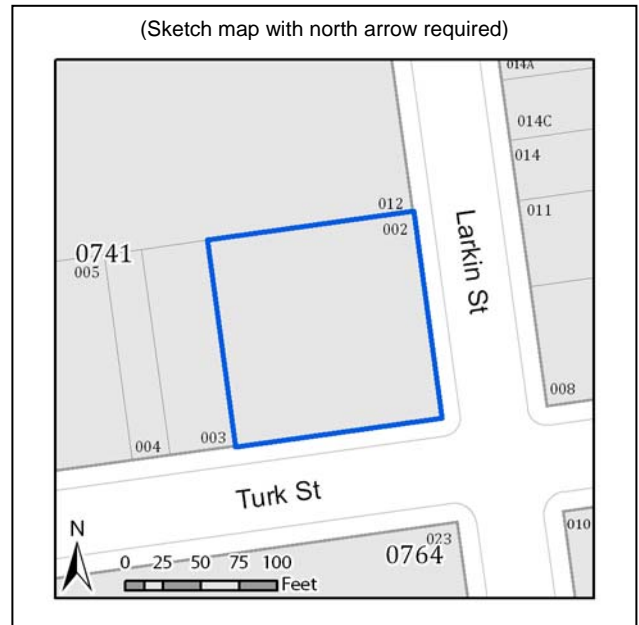 (Sketch map with north arrow required)
014A
014C
014
012
002
011
Larkin St
0741
005
008
003
004
Turk St
N
023
010
0764
0 25 50 75 100
Feet